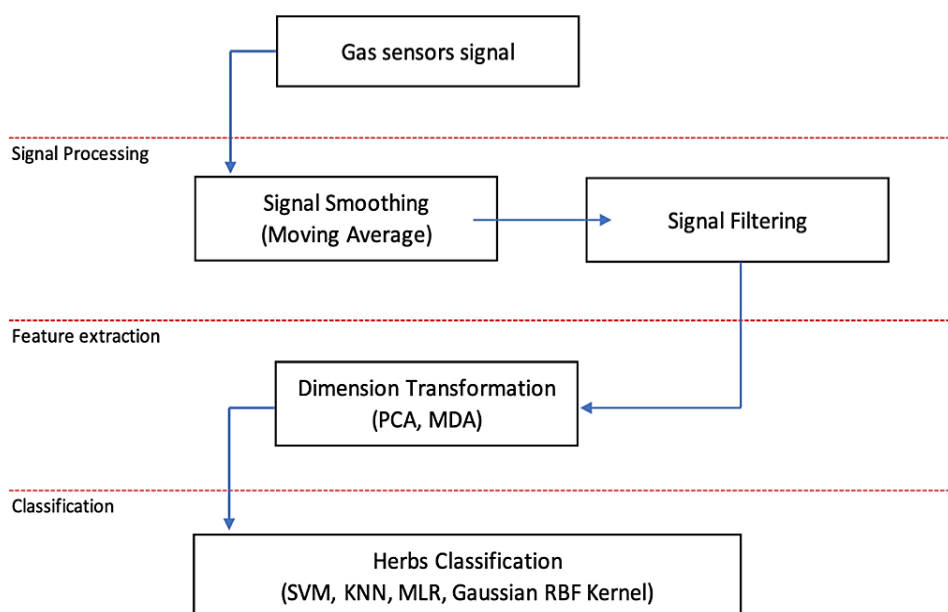 Gas sensors signal
Signal Processing
Signal Smoothing
(Moving Average)
Signal Filtering
Feature extraction
Dimension Transformation
(PCA, MDA)
Classification
Herbs Classification
(SVM, KNN, MLR, Gaussian RBF Kernel)